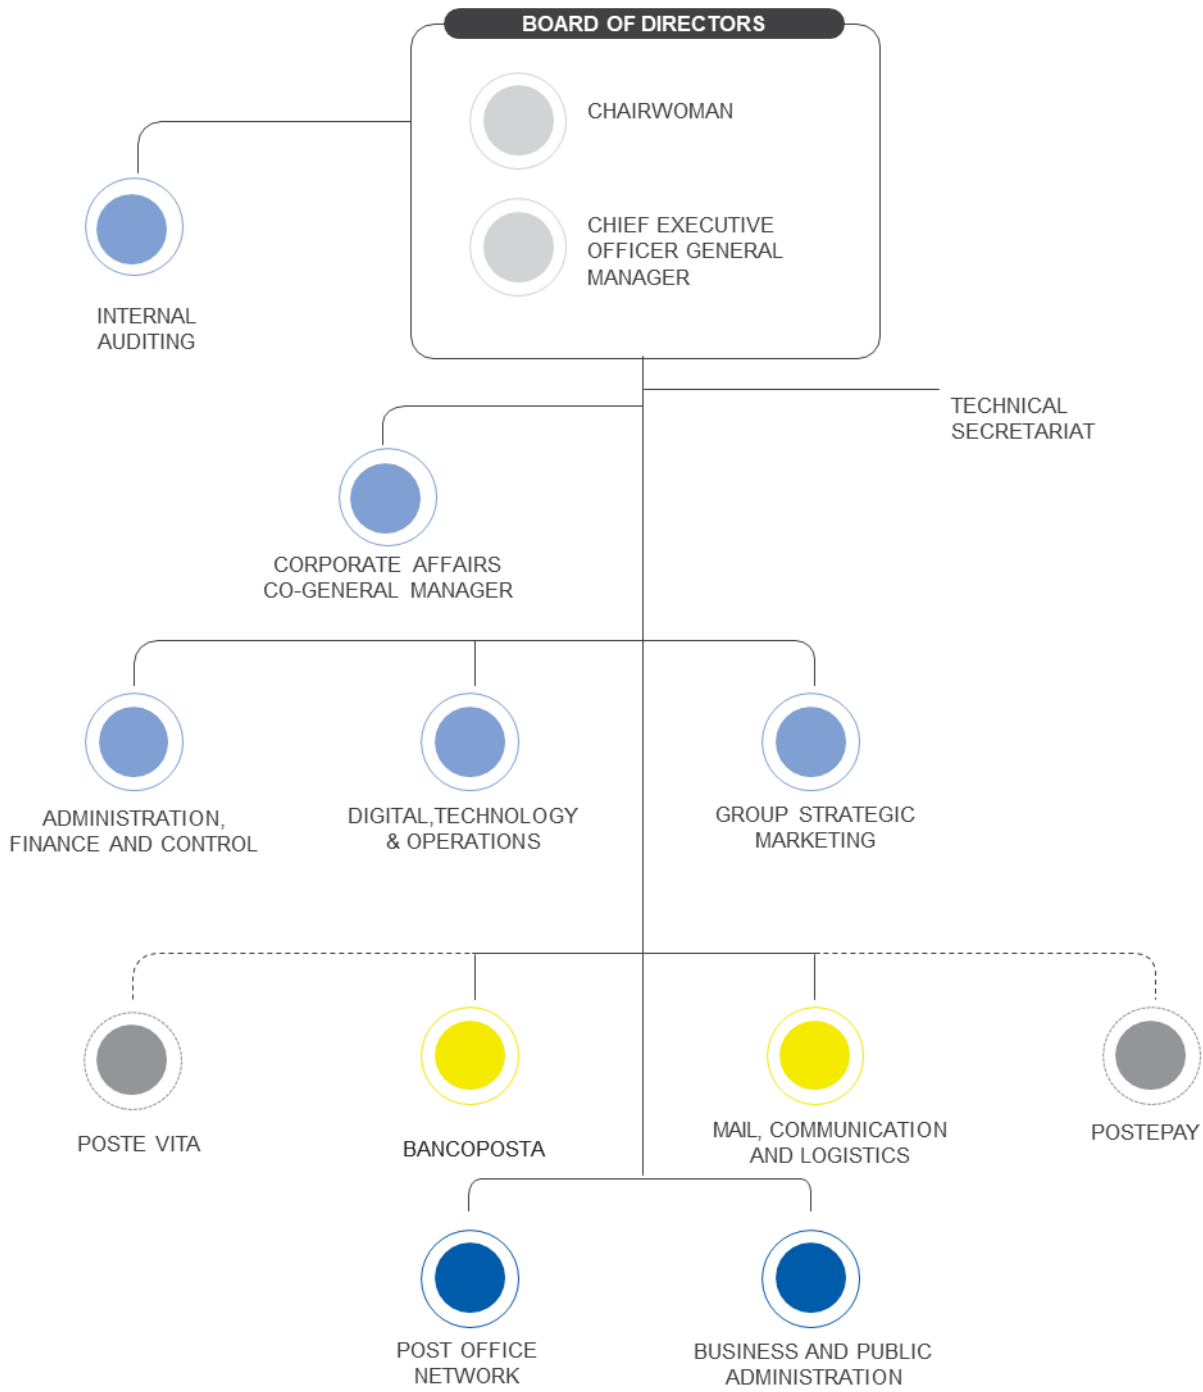 BOARD OF DIRECTORS
CHAIRWOMAN
CHIEF EXECUTIVE
OFFICER GENERAL
MANAGER
INTERNAL
AUDITING
TECHNICAL
SECRETARIAT
CORPORATE AFFAIRS
CO-GENERAL MANAGER
ADMINISTRATION,
FINANCE AND CONTROL
DIGITAL,TECHNOLOGY
& OPERATIONS
GROUP STRATEGIC
MARKETING
POSTE VITA
BANCOPOSTA
MAIL, COMMUNICATION
AND LOGISTICS
POSTEPAY
POST OFFICE
NETWORK
BUSINESS AND PUBLIC
ADMINISTRATION